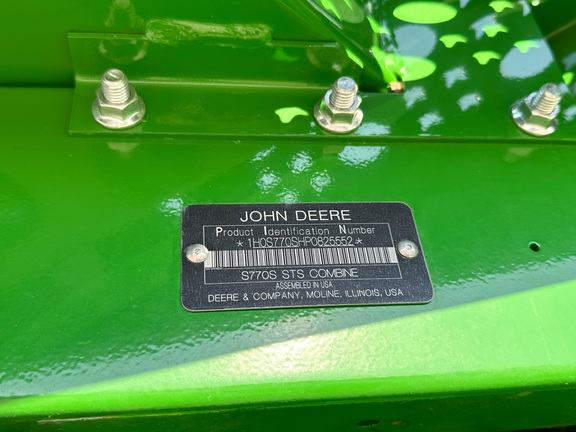 JOHN DEERE
Product Identification Number
*1H0S770SHP0825552*
S770S STS COMBINE
ASSEMBLED IN USA
DEERE & COMPANY, MOLINE, ILLINOIS, USA